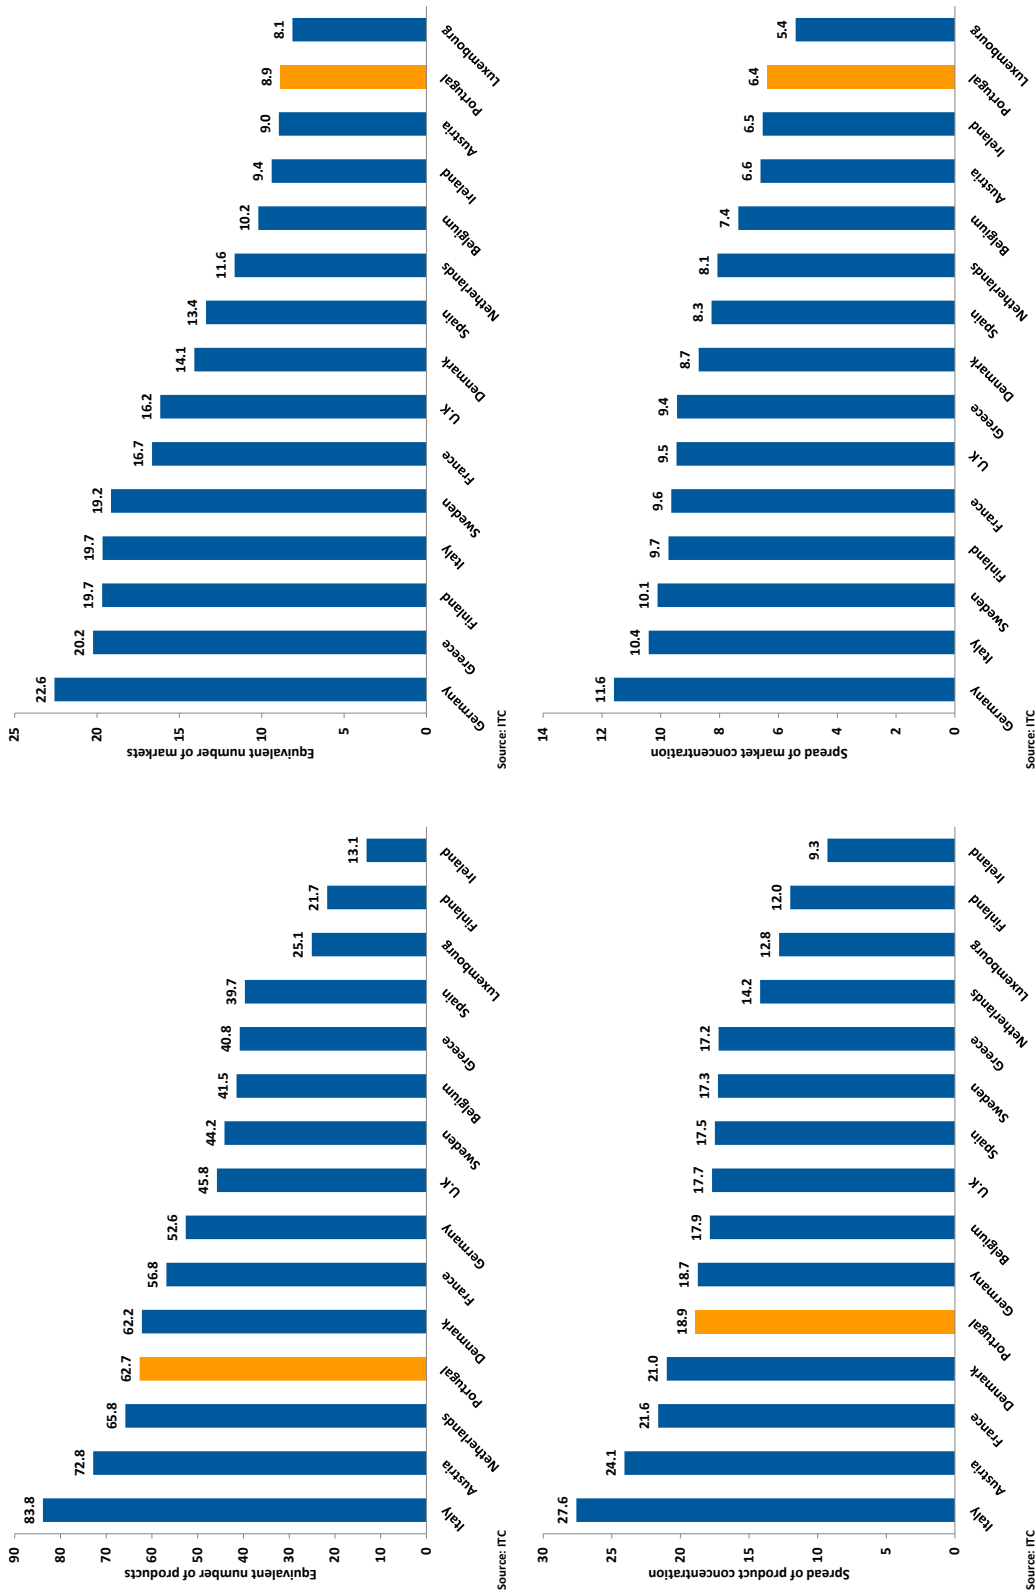 Equivalent number of products
90
80
70
60
50
40
30
20
10
0
83.8
72.8
65.8
62.7
62.2
56.8
52.6
45.8
44.2
41.5
40.8
39.7
25.1
21.7
13.1
Italy
Austria
Netherlands
Portugal
Denmark
France
Germany
U.K
Sweden
Belgium
Greece
Spain
Luxembourg
Finland
Ireland
Source: ITC
Equivalent number of markets
25
20
15
10
5
0
22.6
20.2
19.7
19.7
19.2
16.7
16.2
14.1
13.4
11.6
10.2
9.4
9.0
8.9
8.1
Germany
Greece
Finland
Italy
Sweden
France
U.K
Denmark
Spain
Netherlands
Belgium
Ireland
Austria
Portugal
Luxembourg
Source: ITC
Spread of product concentration
30
25
20
15
10
5
0
27.6
24.1
21.6
21.0
18.9
18.7
17.9
17.7
17.5
17.3
17.2
14.2
12.8
12.0
9.3
Italy
Austria
France
Denmark
Portugal
Germany
Belgium
U.K
Spain
Sweden
Greece
Netherlands
Luxembourg
Finland
Ireland
Source: ITC
Spread of market concentration
14
12
10
8
6
4
2
0
11.6
10.4
10.1
9.7
9.6
9.5
9.4
8.7
8.3
8.1
7.4
6.6
6.5
6.4
5.4
Germany
Italy
Sweden
Finland
France
U.K
Greece
Denmark
Spain
Netherlands
Belgium
Austria
Ireland
Portugal
Luxembourg
Source: ITC